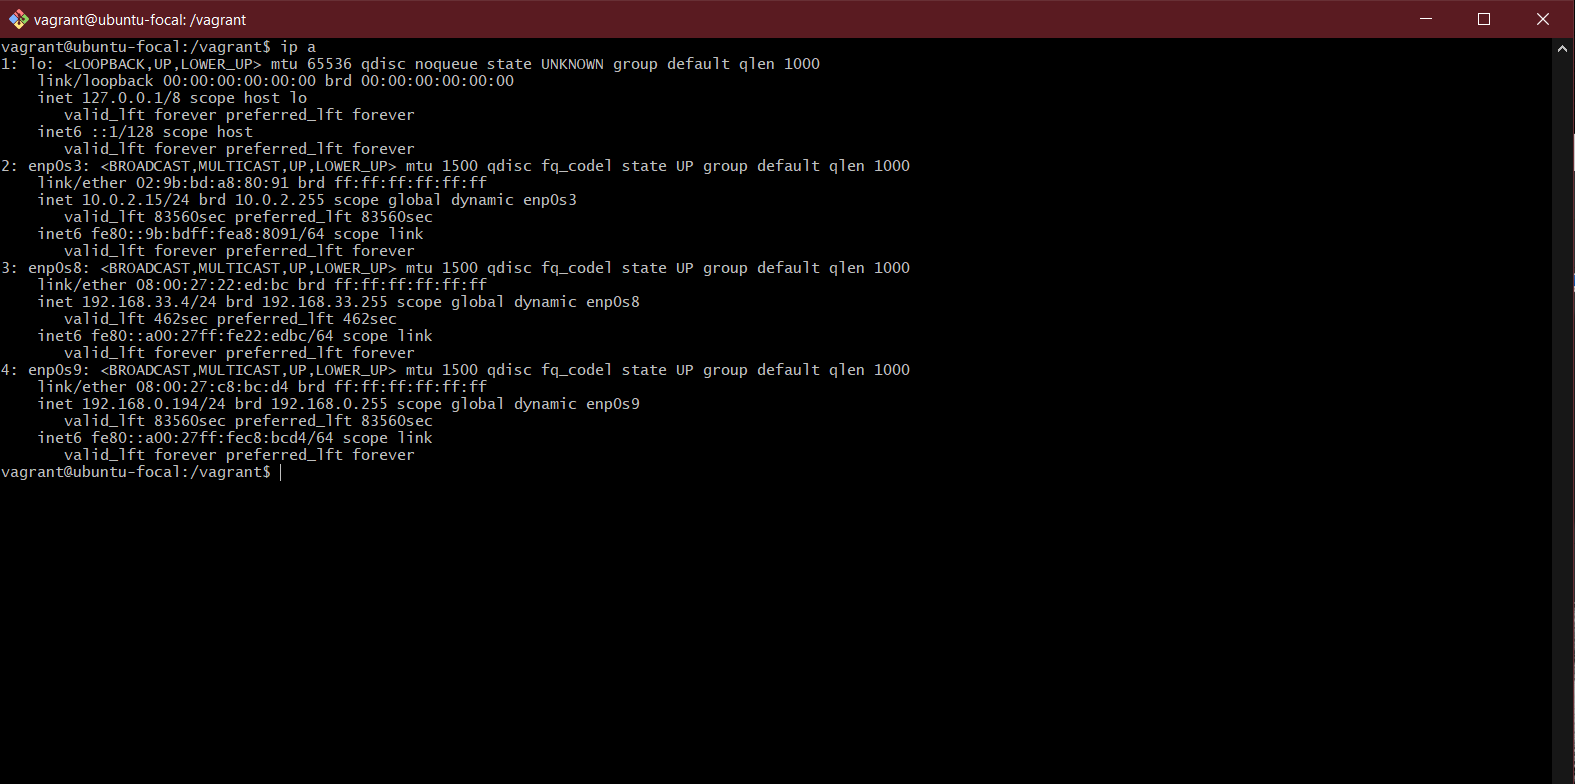 vagrant@ubuntu-focal: /vagrant
vagrant@ubuntu-focal:/vagrant$ ip a
1: lo: <LOOPBACK,UP,LOWER_UP> mtu 65536 qdisc noqueue state UNKNOWN group default qlen 1000
    link/loopback 00:00:00:00:00:00 brd 00:00:00:00:00:00
    inet 127.0.0.1/8 scope host lo
       valid_lft forever preferred_lft forever
    inet6 ::1/128 scope host
       valid_lft forever preferred_lft forever
2: enp0s3: <BROADCAST,MULTICAST,UP,LOWER_UP> mtu 1500 qdisc fq_codel state UP group default qlen 1000
    link/ether 02:9b:bd:a8:80:91 brd ff:ff:ff:ff:ff:ff
    inet 10.0.2.15/24 brd 10.0.2.255 scope global dynamic enp0s3
       valid_lft 83560sec preferred_lft 83560sec
    inet6 fe80::9b:bdff:fea8:8091/64 scope link
       valid_lft forever preferred_lft forever
3: enp0s8: <BROADCAST,MULTICAST,UP,LOWER_UP> mtu 1500 qdisc fq_codel state UP group default qlen 1000
    link/ether 08:00:27:22:ed:bc brd ff:ff:ff:ff:ff:ff
    inet 192.168.33.4/24 brd 192.168.33.255 scope global dynamic enp0s8
       valid_lft 462sec preferred_lft 462sec
    inet6 fe80::a00:27ff:fe22:edbc/64 scope link
       valid_lft forever preferred_lft forever
4: enp0s9: <BROADCAST,MULTICAST,UP,LOWER_UP> mtu 1500 qdisc fq_codel state UP group default qlen 1000
    link/ether 08:00:27:c8:bc:d4 brd ff:ff:ff:ff:ff:ff
    inet 192.168.0.194/24 brd 192.168.0.255 scope global dynamic enp0s9
       valid_lft 83560sec preferred_lft 83560sec
    inet6 fe80::a00:27ff:fec8:bcd4/64 scope link
       valid_lft forever preferred_lft forever
vagrant@ubuntu-focal:/vagrant$